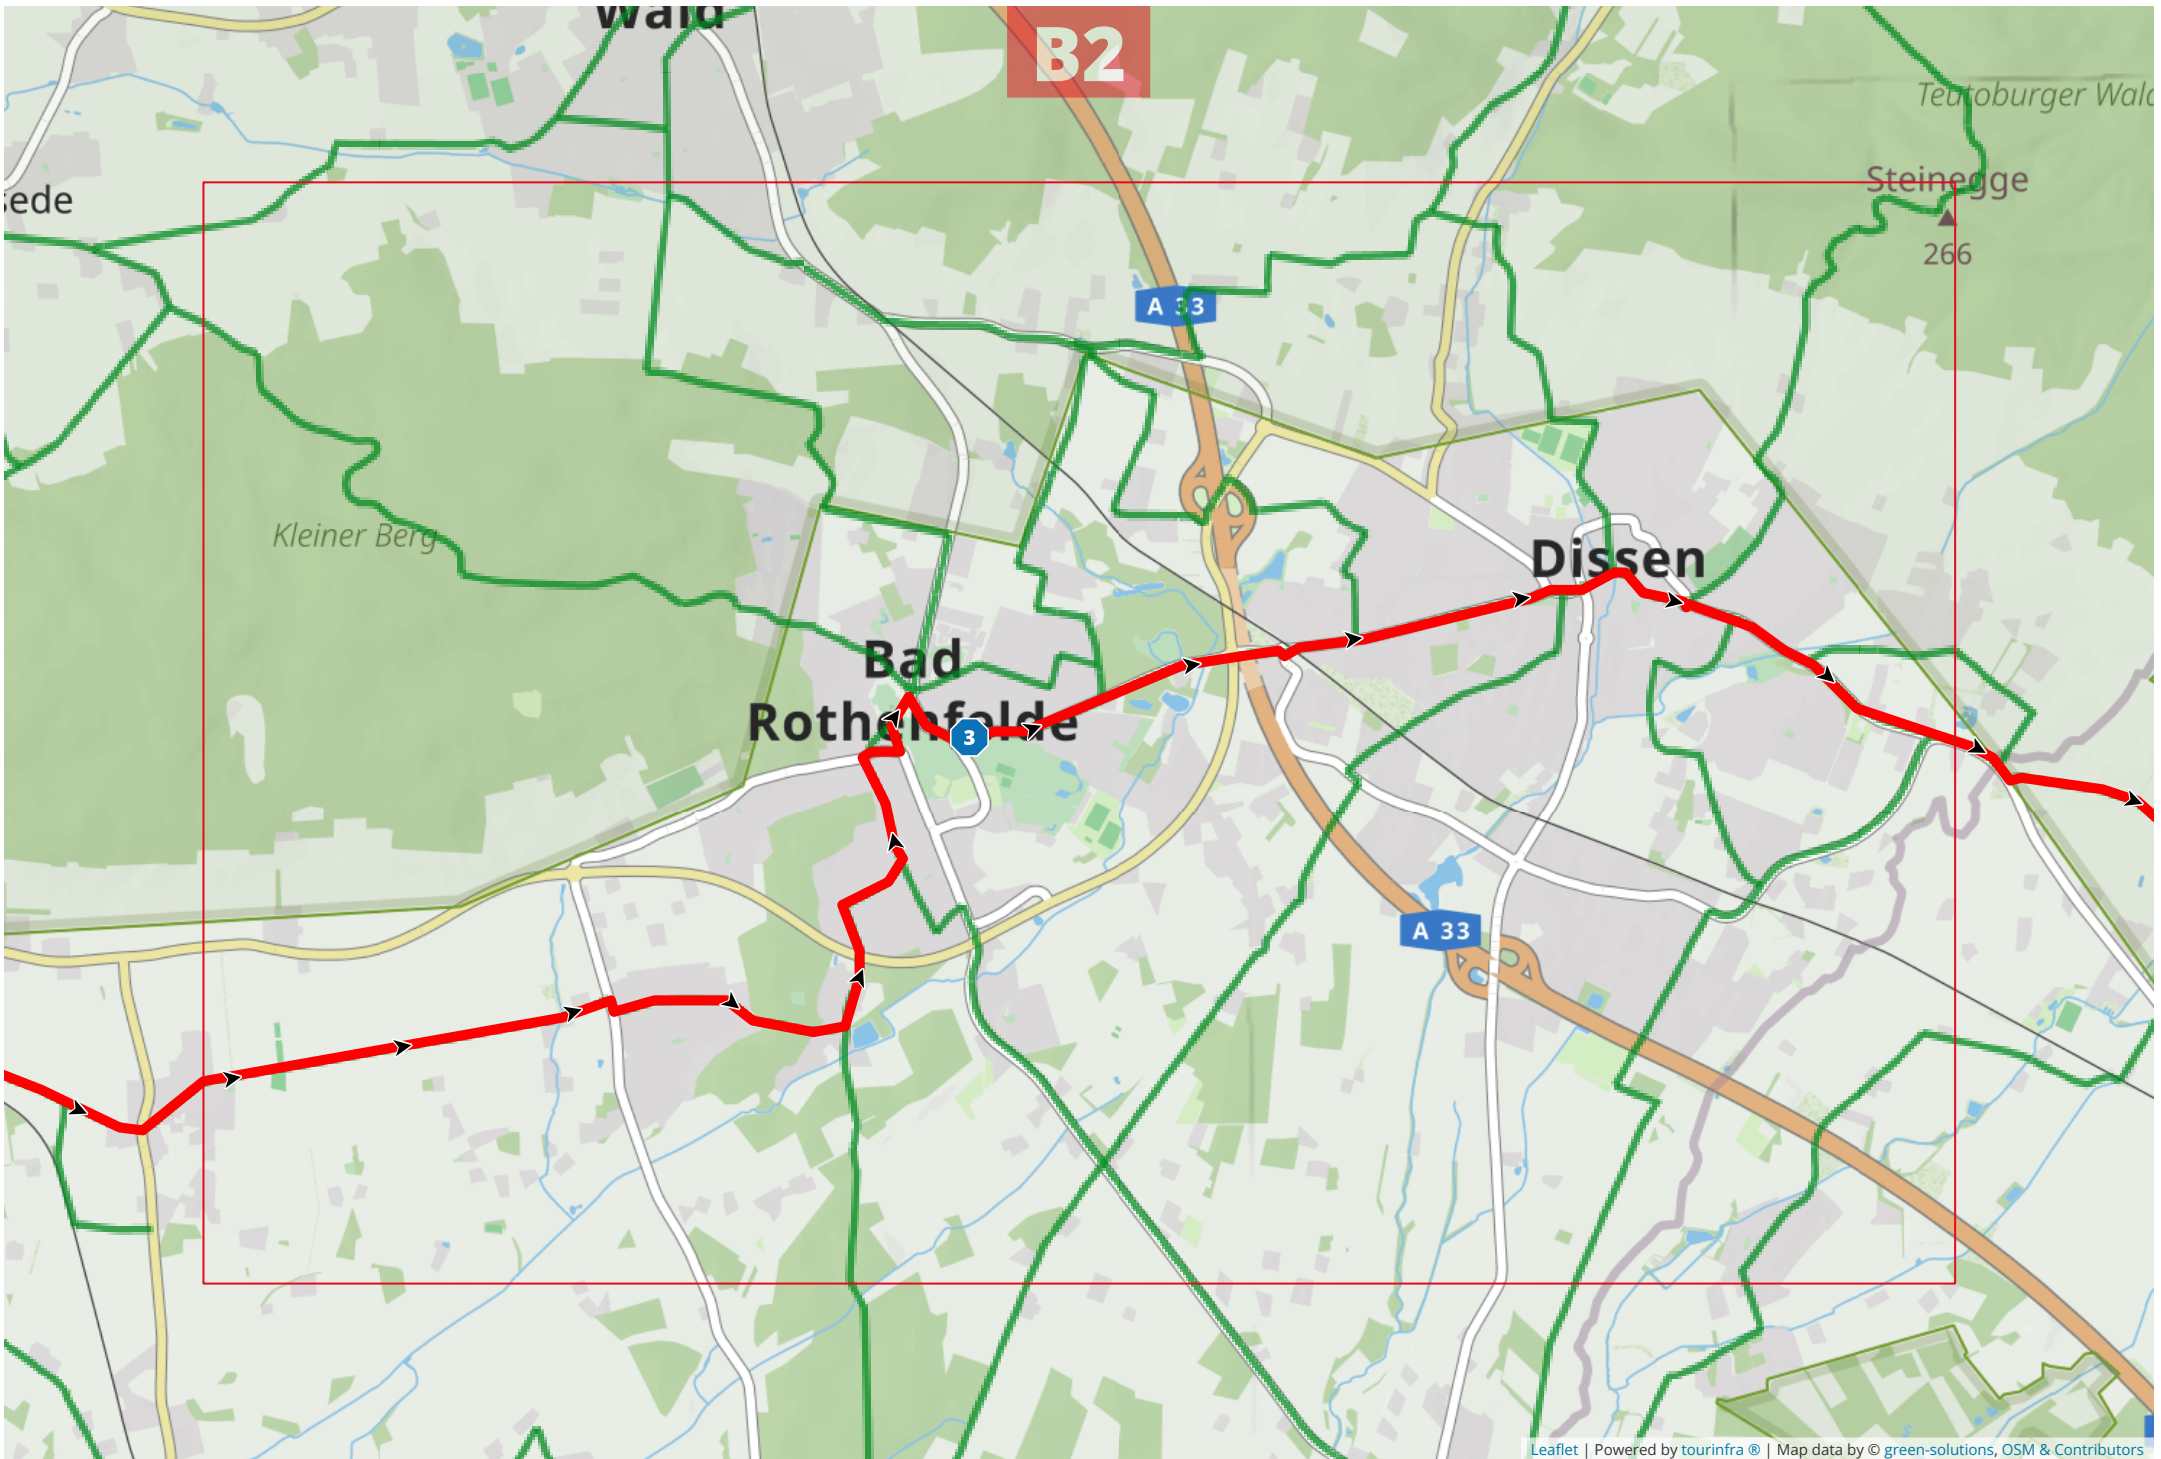 Wald
B2
Teutoburger Wald
Steinegge
266
sede
A 33
Kleiner Berg
Dissen
Bad
Rothenfelde
3
A 33
Leaflet | Powered by tourinfra ® | Map data by © green-solutions, OSM & Contributors